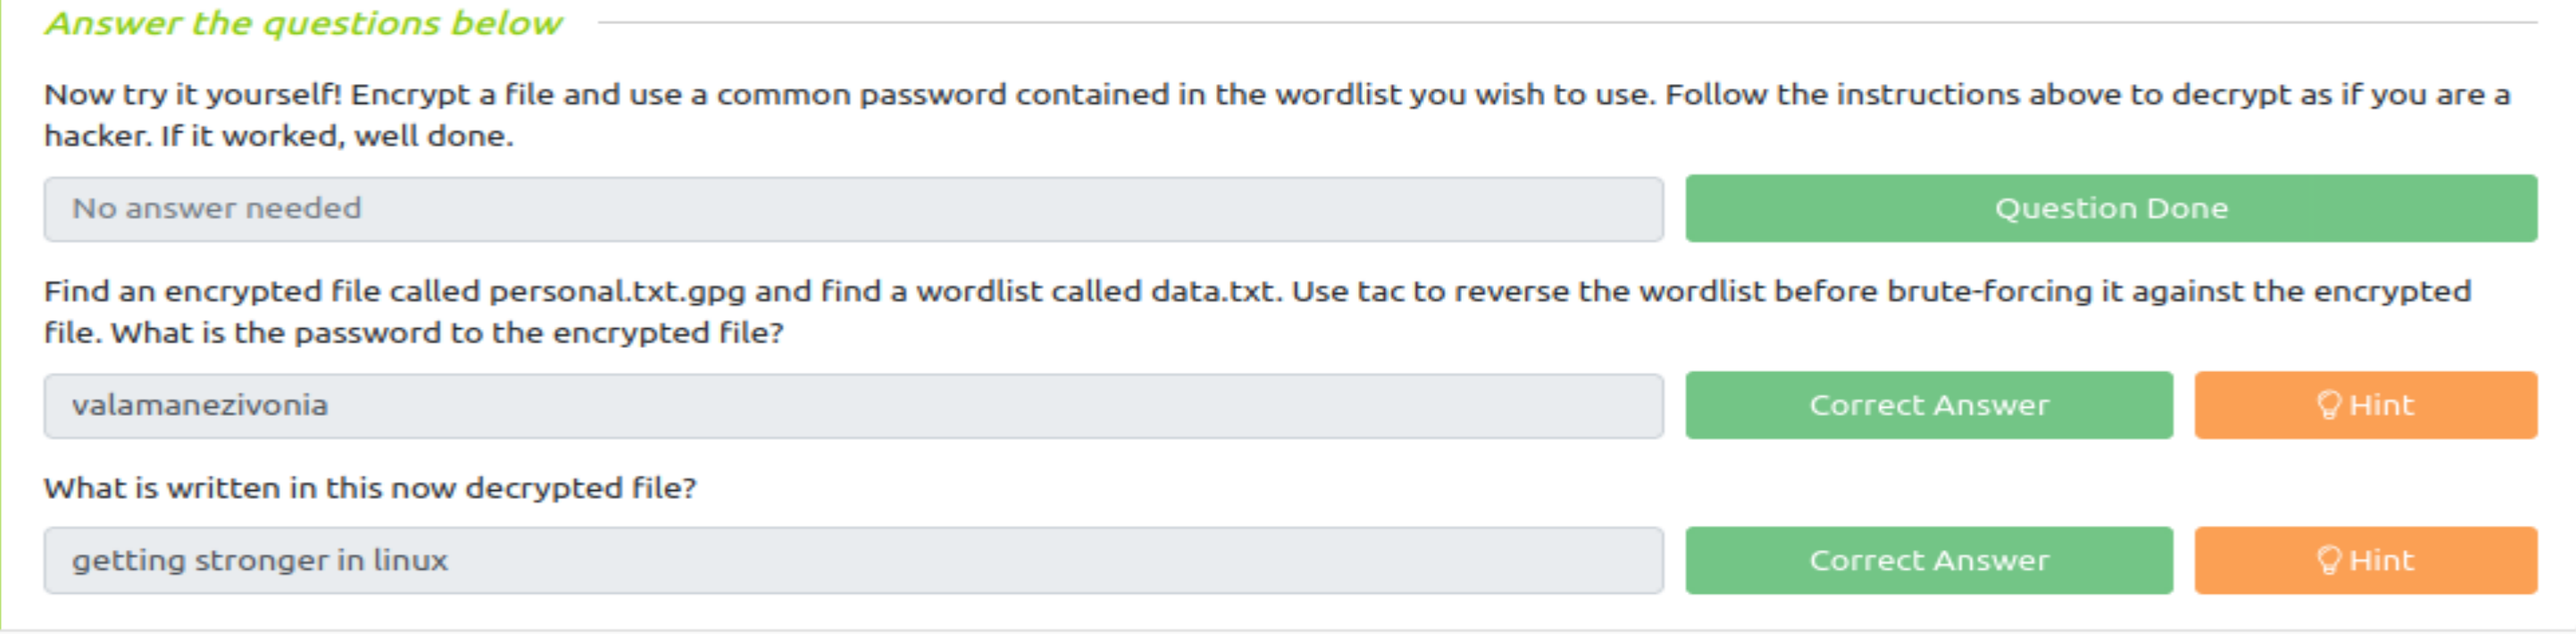 Answer the questions below
Now try it yourself! Encrypt a file and use a common password contained in the wordlist you wish to use. Follow the instructions above to decrypt as if you are a
hacker. If it worked, well done.
No answer needed
Question Done
Find an encrypted file called personal.txt.gpg and find a wordlist called data.txt. Use tac to reverse the wordlist before brute-forcing it against the encrypted
file. What is the password to the encrypted file?
valamanezivonia
Correct Answer
Hint
What is written in this now decrypted file?
getting stronger in linux
Correct Answer
Hint